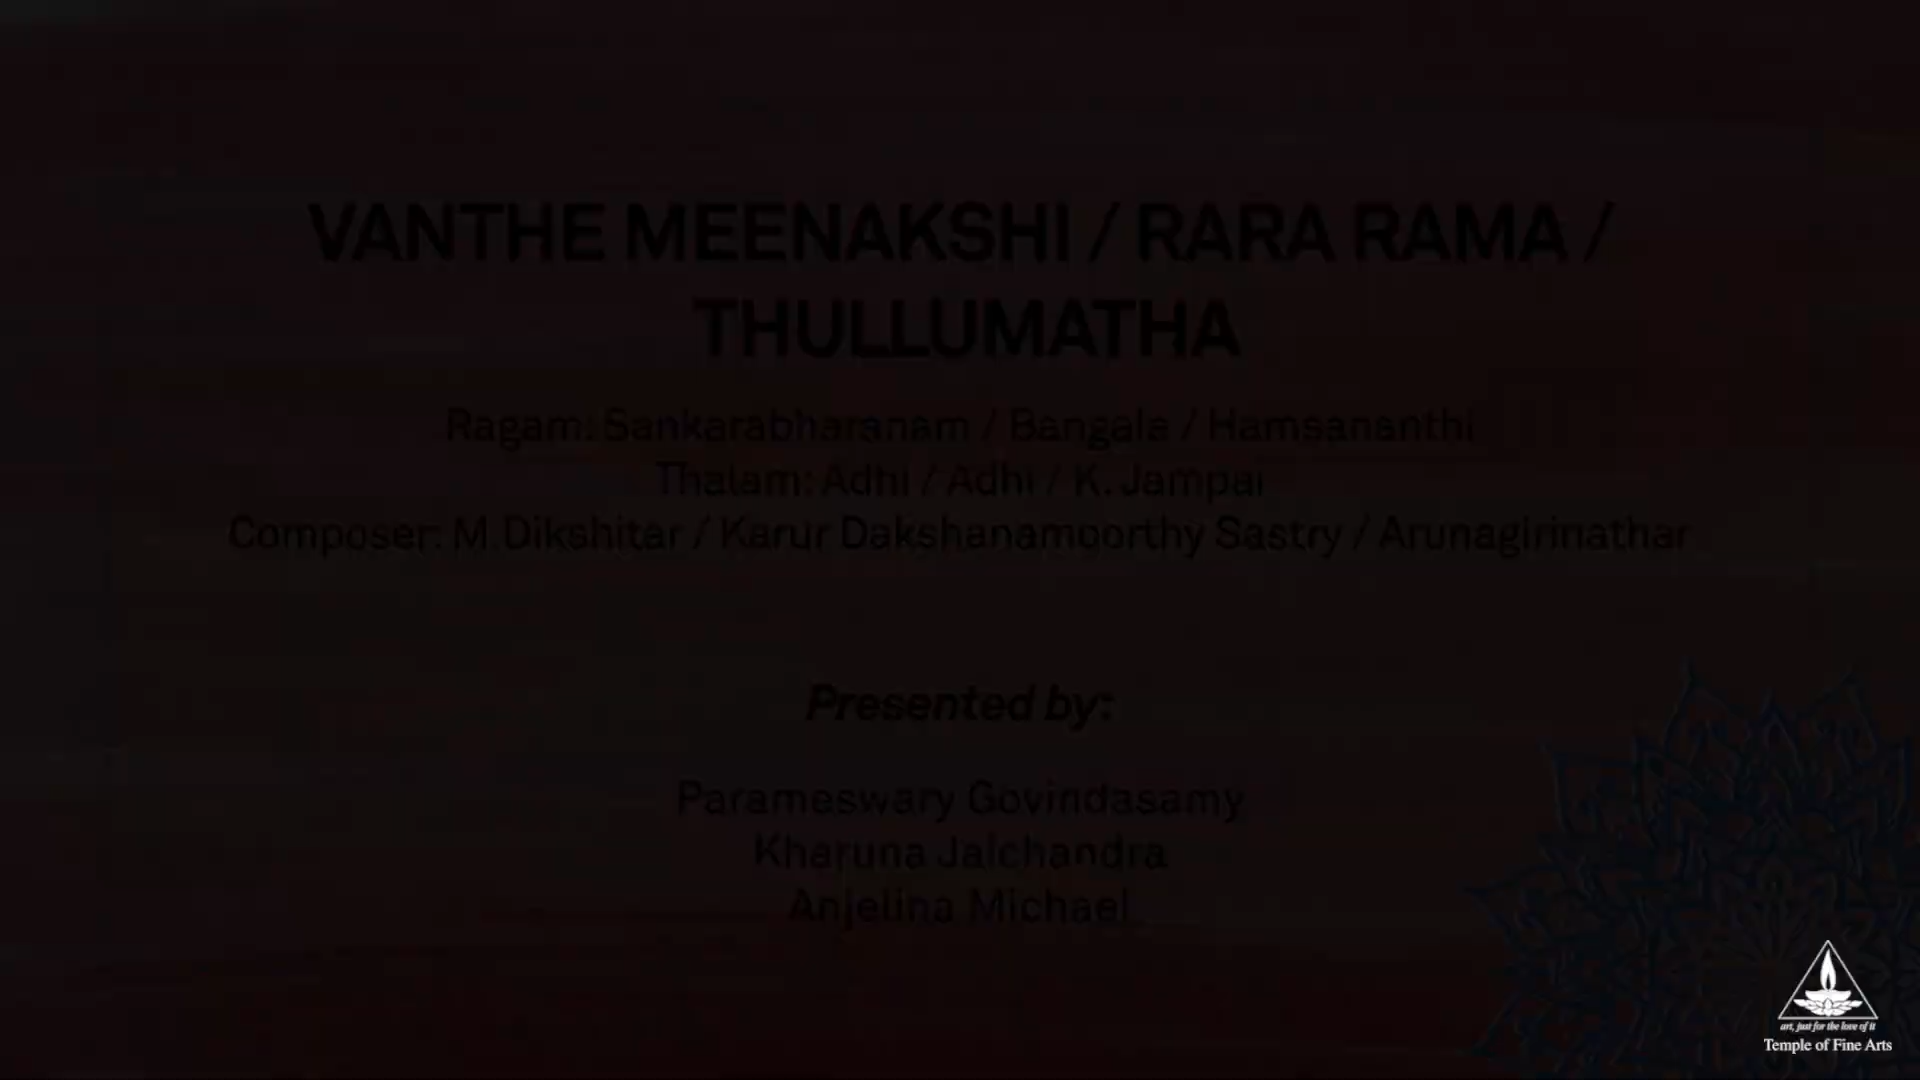 VANTHE MEENAKSHI / RARA RAMA /
THULLUMATHA
Ragam: Sankarabharanam / Bangala / Hamsananthi
Thalam: Adhi / Adhi / K. Jampai
Composer: M.Dikshitar / Karur Dakshanamoorthy Sastry / Arunagirinathar
Presented by:
Parameswary Govindasamy
Kharuna Jaichandra
Anjelina Michael
art, just for the love of it
Temple of Fine Arts